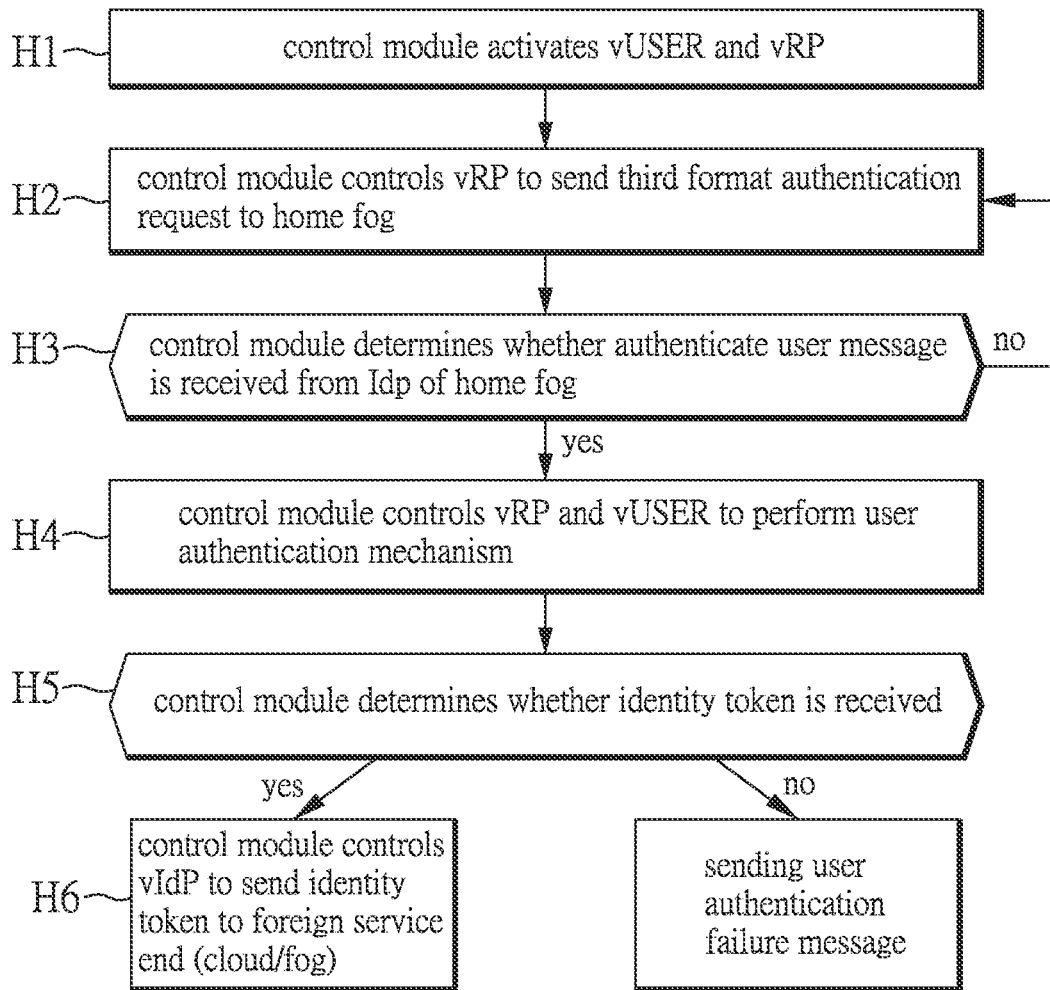 H1
control module activates vUSER and vRP
H2
control module controls vRP to send third format authentication
request to home fog
H3
control module determines whether authenticate user message
is received from Idp of home fog
no
yes
H4
control module controls vRP and vUSER to perform user
authentication mechanism
H5
control module determines whether identity token is received
yes
no
H6
control module controls
vIdP to send identity
token to foreign service
end (cloud/fog)
sending user
authentication
failure message